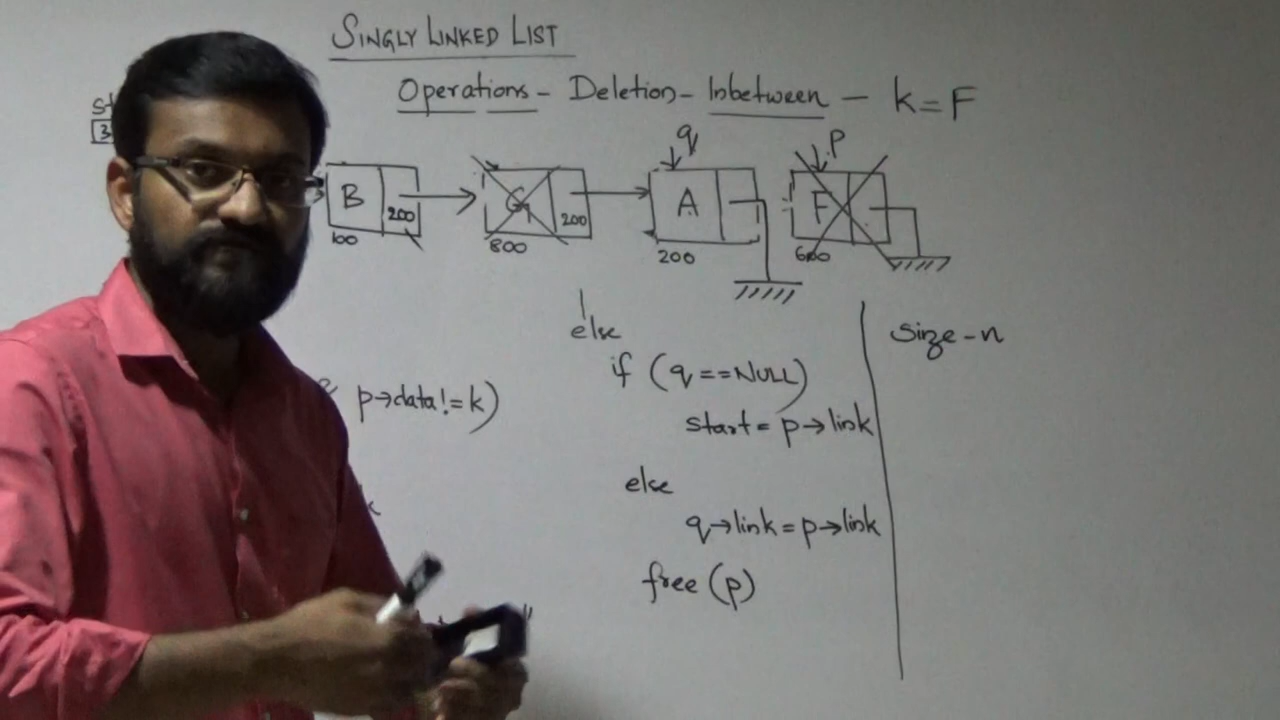 SINGLY LINKED LIST
Operations - Deletion - Inbetween - k = F
q p
B 200 G 200 A F
100 800 200 600
else
if (q == NULL)
start = p → link
else
q → link = p → link
free (p)
p → data != k)
size - n